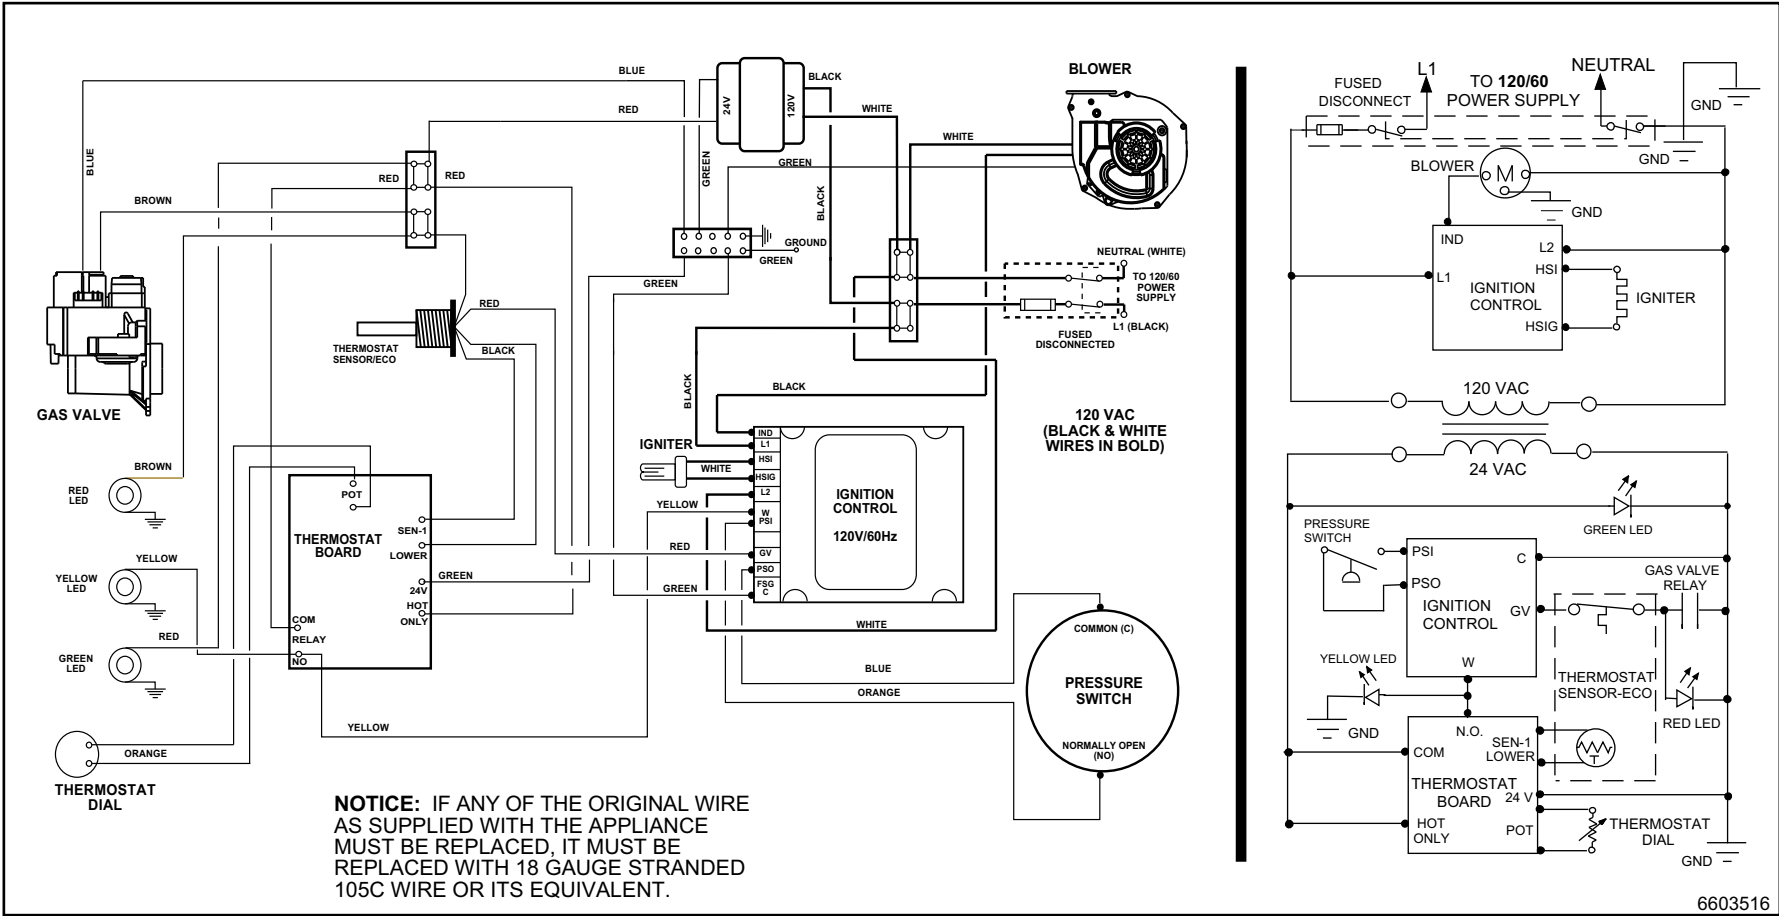 BLUE
RED
24V
120V
BLACK
WHITE
BLOWER
WHITE
BLUE
RED
RED
GREEN
GREEN
BLACK
BROWN
GROUND
GREEN
GREEN
NEUTRAL (WHITE)
TO 120/60
POWER
SUPPLY
L1 (BLACK)
FUSED
DISCONNECTED
RED
BLACK
THERMOSTAT
SENSOR/ECO
GAS VALVE
BLACK
BLACK
120 VAC
(BLACK & WHITE
WIRES IN BOLD)
IGNITER
WHITE
IND
L1
HSI
HSIG
L2
W
PSI
GV
PSO
FSG
C
IGNITION
CONTROL
120V/60Hz
BROWN
RED
LED
POT
THERMOSTAT
BOARD
SEN-1
LOWER
24V
HOT
ONLY
COM
RELAY
NO
YELLOW
RED
GREEN
GREEN
YELLOW
YELLOW
LED
RED
GREEN
LED
WHITE
BLUE
ORANGE
YELLOW
COMMON (C)
PRESSURE
SWITCH
NORMALLY OPEN
(NO)
ORANGE
THERMOSTAT
DIAL
NOTICE: IF ANY OF THE ORIGINAL WIRE
AS SUPPLIED WITH THE APPLIANCE
MUST BE REPLACED, IT MUST BE
REPLACED WITH 18 GAUGE STRANDED
105C WIRE OR ITS EQUIVALENT.
L1
NEUTRAL
FUSED
DISCONNECT
TO 120/60
POWER SUPPLY
GND
GND
BLOWER
M
GND
IND
L2
HSI
L1
IGNITION
CONTROL
HSIG
IGNITER
120 VAC
24 VAC
GREEN LED
PRESSURE
SWITCH
PSI
C
PSO
GV
IGNITION
CONTROL
W
GAS VALVE
RELAY
YELLOW LED
GND
THERMOSTAT
SENSOR-ECO
RED LED
N.O.
SEN-1
LOWER
COM
THERMOSTAT
BOARD
24 V
HOT
ONLY
POT
THERMOSTAT
DIAL
GND
6603516